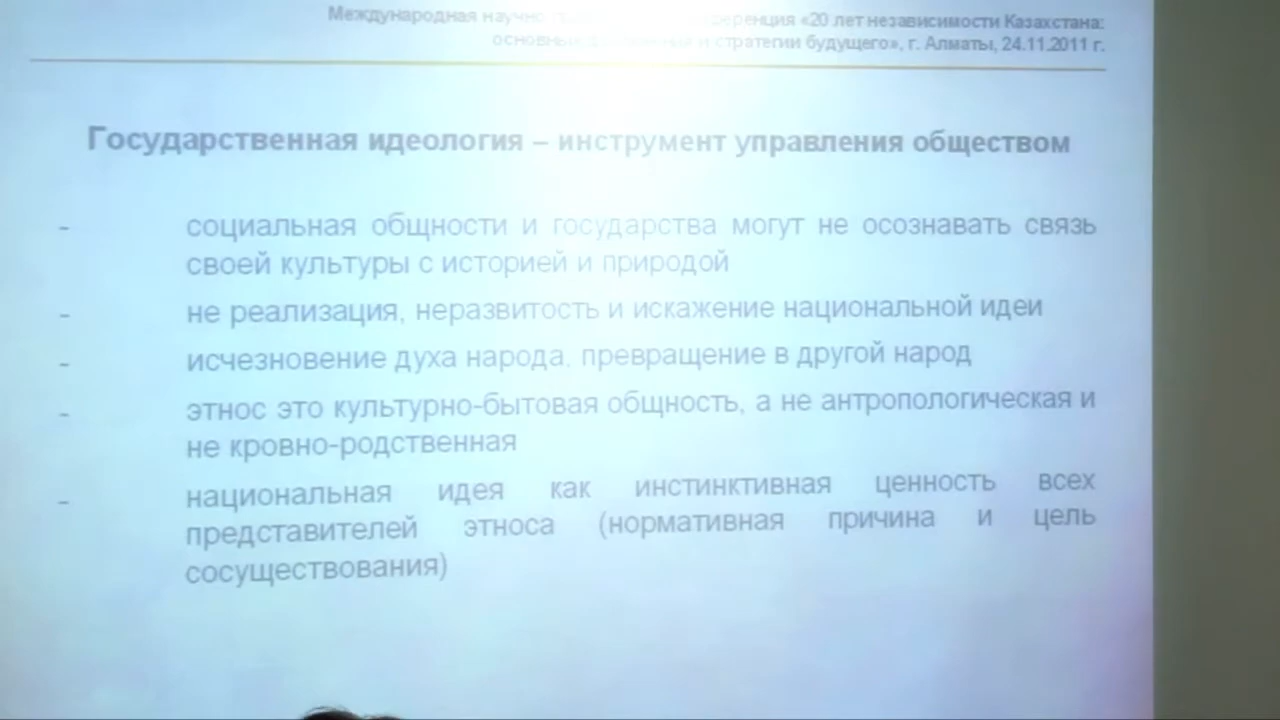 Международная научно конференция «20 лет независимости Казахстана:
и стратегии будущего», г. Алматы, 24.11.2011 г.
Государственная идеология – инструмент управления обществом
- социальная общности и государства могут не осознавать связь
своей культуры с историей и природой
- не реализация, неразвитость и искажение национальной идеи
- исчезновение духа народа, превращение в другой народ
- этнос это культурно-бытовая общность, а не антропологическая и
не кровно-родственная
- национальная идея как инстинктивная ценность всех
представителей этноса (нормативная причина и цель
сосуществования)